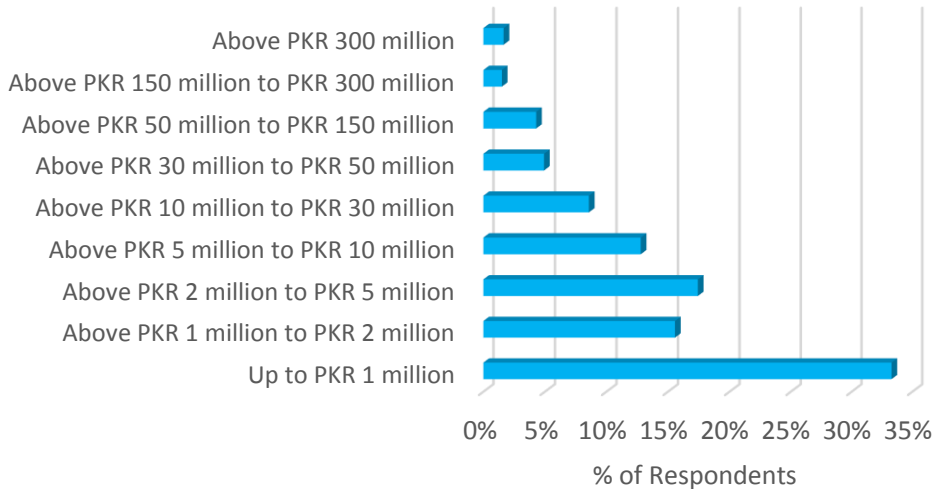 Above PKR 300 million
Above PKR 150 million to PKR 300 million
Above PKR 50 million to PKR 150 million
Above PKR 30 million to PKR 50 million
Above PKR 10 million to PKR 30 million
Above PKR 5 million to PKR 10 million
Above PKR 2 million to PKR 5 million
Above PKR 1 million to PKR 2 million
Up to PKR 1 million
0% 5% 10% 15% 20% 25% 30% 35%
% of Respondents